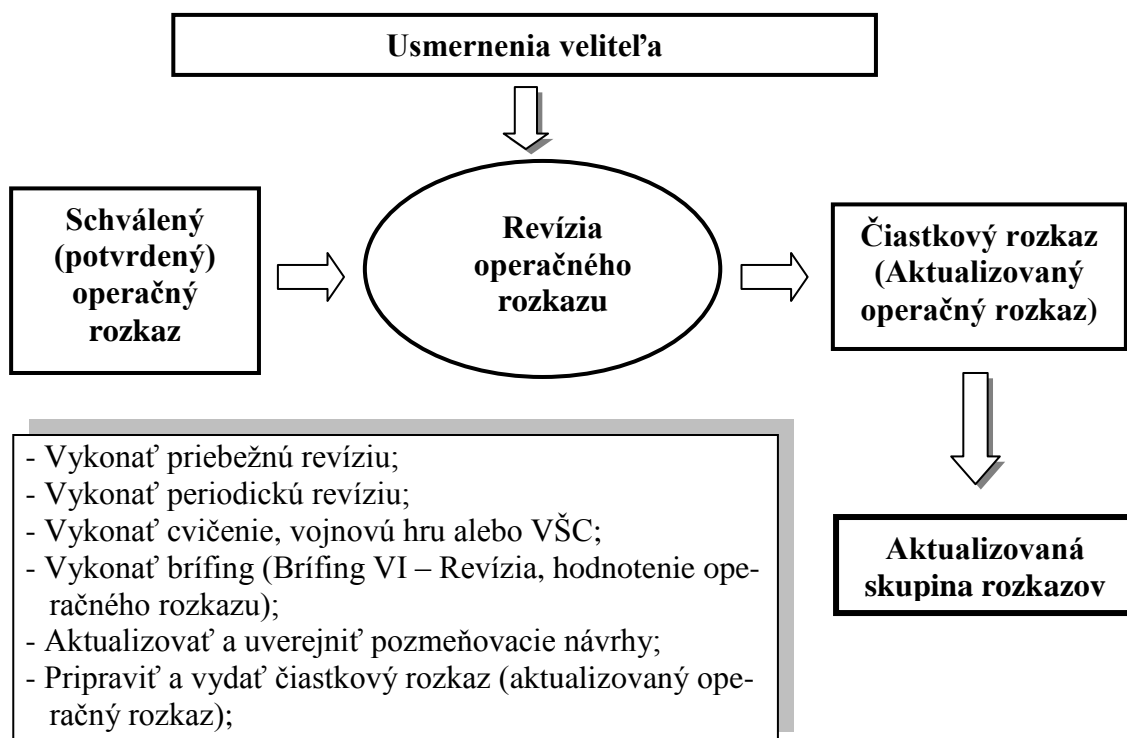 Usmernenia veliteľa
Schválený
(potvrdený)
operačný
rozkaz
Revízia
operačného
rozkazu
Čiastkový rozkaz
(Aktualizovaný
operačný rozkaz)
- Vykonať priebežnú revíziu;
- Vykonať periodickú revíziu;
- Vykonať cvičenie, vojnovú hru alebo VŠC;
- Vykonať brífing (Brífing VI – Revízia, hodnotenie ope-
račného rozkazu);
- Aktualizovať a uverejniť pozmeňovacie návrhy;
- Pripraviť a vydať čiastkový rozkaz (aktualizovaný ope-
račný rozkaz);
Aktualizovaná
skupina rozkazov